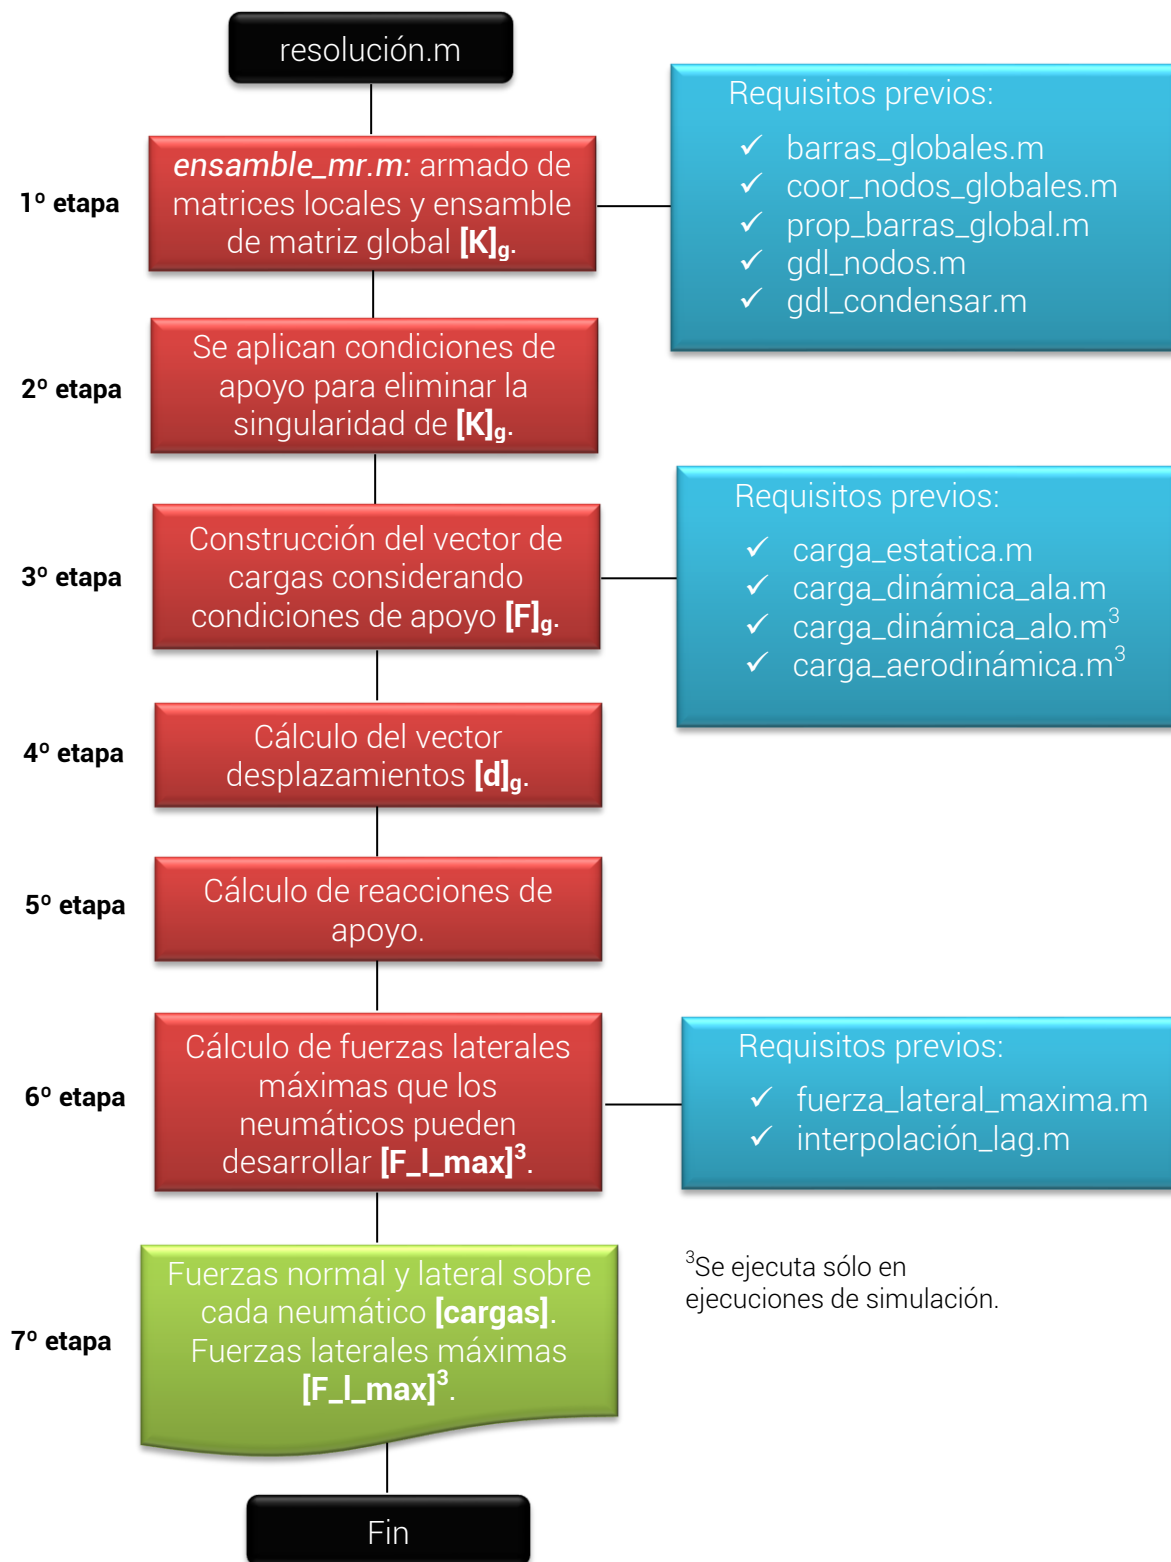 resolución.m
1º etapa
ensamble_mr.m: armado de
matrices locales y ensamble
de matriz global [K]g.
Requisitos previos:
✓ barras_globales.m
✓ coor_nodos_globales.m
✓ prop_barras_global.m
✓ gdl_nodos.m
✓ gdl_condensar.m
2º etapa
Se aplican condiciones de
apoyo para eliminar la
singularidad de [K]g.
3º etapa
Construcción del vector de
cargas considerando
condiciones de apoyo [F]g.
Requisitos previos:
✓ carga_estatica.m
✓ carga_dinámica_ala.m
✓ carga_dinámica_alo.m³
✓ carga_aerodinámica.m³
4º etapa
Cálculo del vector
desplazamientos [d]g.
5º etapa
Cálculo de reacciones de
apoyo.
6º etapa
Cálculo de fuerzas laterales
máximas que los
neumáticos pueden
desarrollar [F_l_max]³.
Requisitos previos:
✓ fuerza_lateral_maxima.m
✓ interpolación_lag.m
7º etapa
Fuerzas normal y lateral sobre
cada neumático [cargas].
Fuerzas laterales máximas
[F_l_max]³.
³Se ejecuta sólo en
ejecuciones de simulación.
Fin